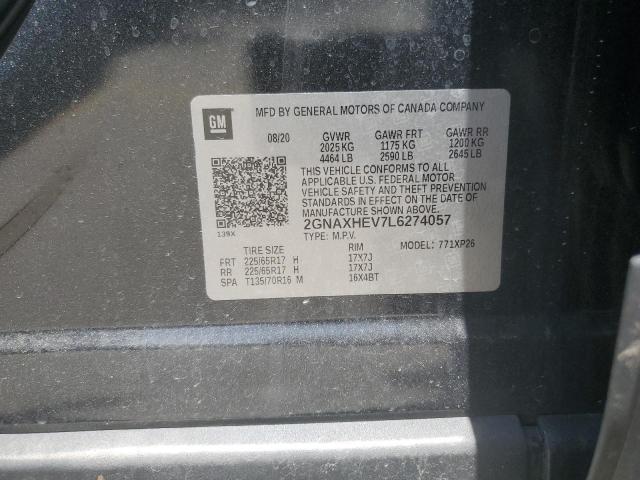 GM
MFD BY GENERAL MOTORS OF CANADA COMPANY
08/20 GVWR GAWR FRT GAWR RR
2025 KG 1175 KG 1200 KG
4464 LB 2590 LB 2645 LB
THIS VEHICLE CONFORMS TO ALL
APPLICABLE U.S. FEDERAL MOTOR
VEHICLE SAFETY AND THEFT PREVENTION
STANDARDS IN EFFECT ON THE DATE OF
MANUFACTURE SHOWN ABOVE.
2GNAXHEV7L6274057
139X TYPE: M.P.V. MODEL: 771XP26
TIRE SIZE RIM
FRT 225/65R17 H 17X7J
RR 225/65R17 H 17X7J
SPA T135/70R16 M 16X4BT